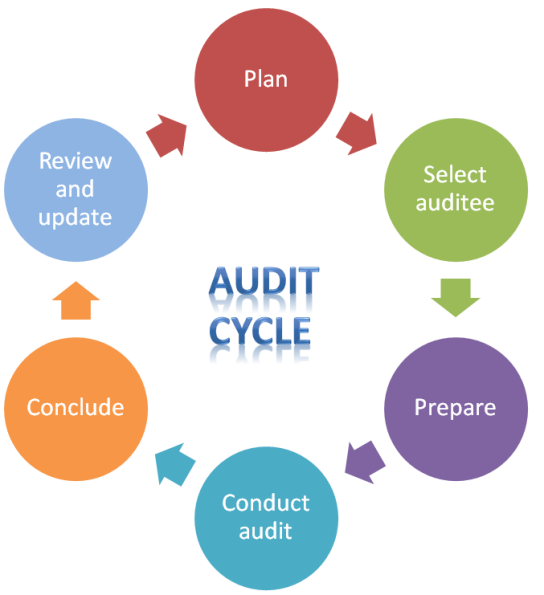 Plan
Select
auditee
Prepare
Conduct
audit
Conclude
Review
and
update
AUDIT
CYCLE